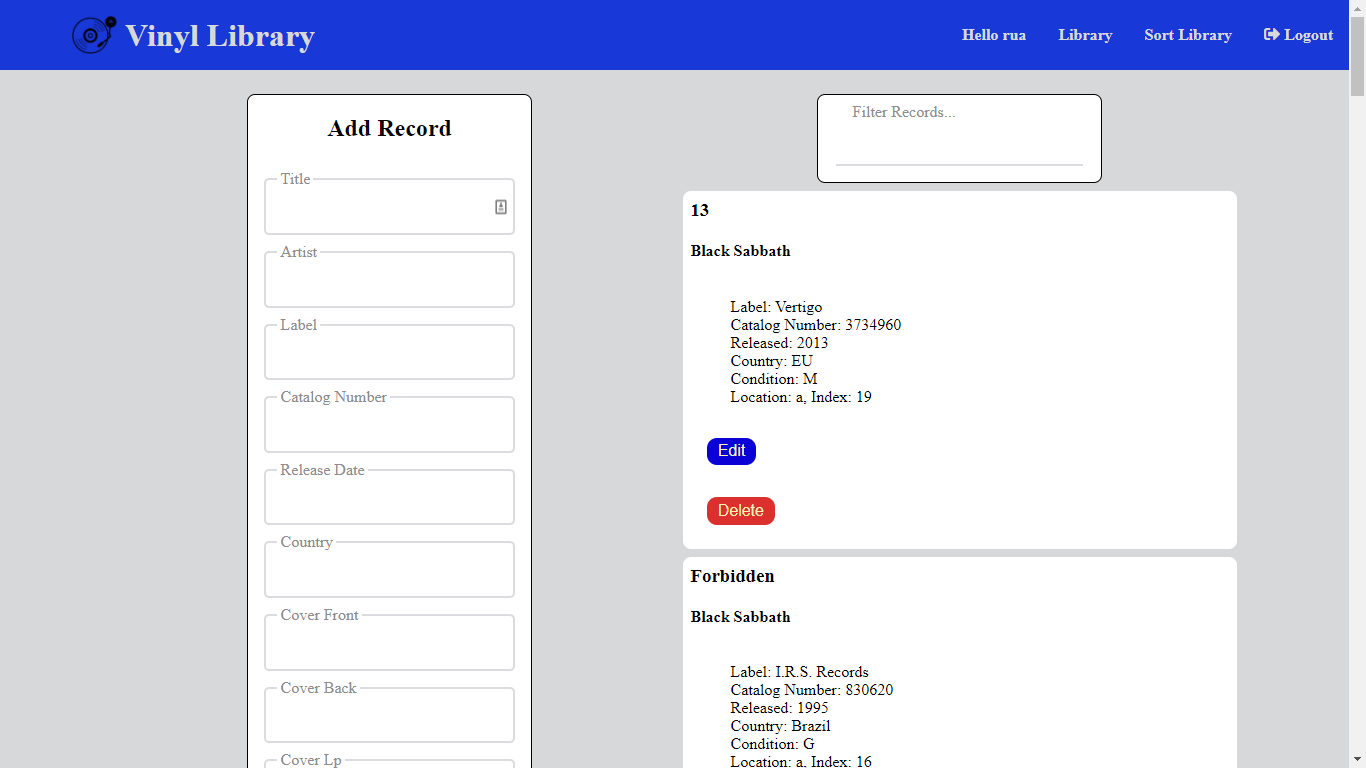 Vinyl Library
Hello rua
Library
Sort Library
Logout
Add Record
Title
Artist
Label
Catalog Number
Release Date
Country
Cover Front
Cover Back
Cover Lp
Filter Records...
13
Black Sabbath
Label: Vertigo
Catalog Number: 3734960
Released: 2013
Country: EU
Condition: M
Location: a, Index: 19
Edit
Delete
Forbidden
Black Sabbath
Label: I.R.S. Records
Catalog Number: 830620
Released: 1995
Country: Brazil
Condition: G
Location: a, Index: 16